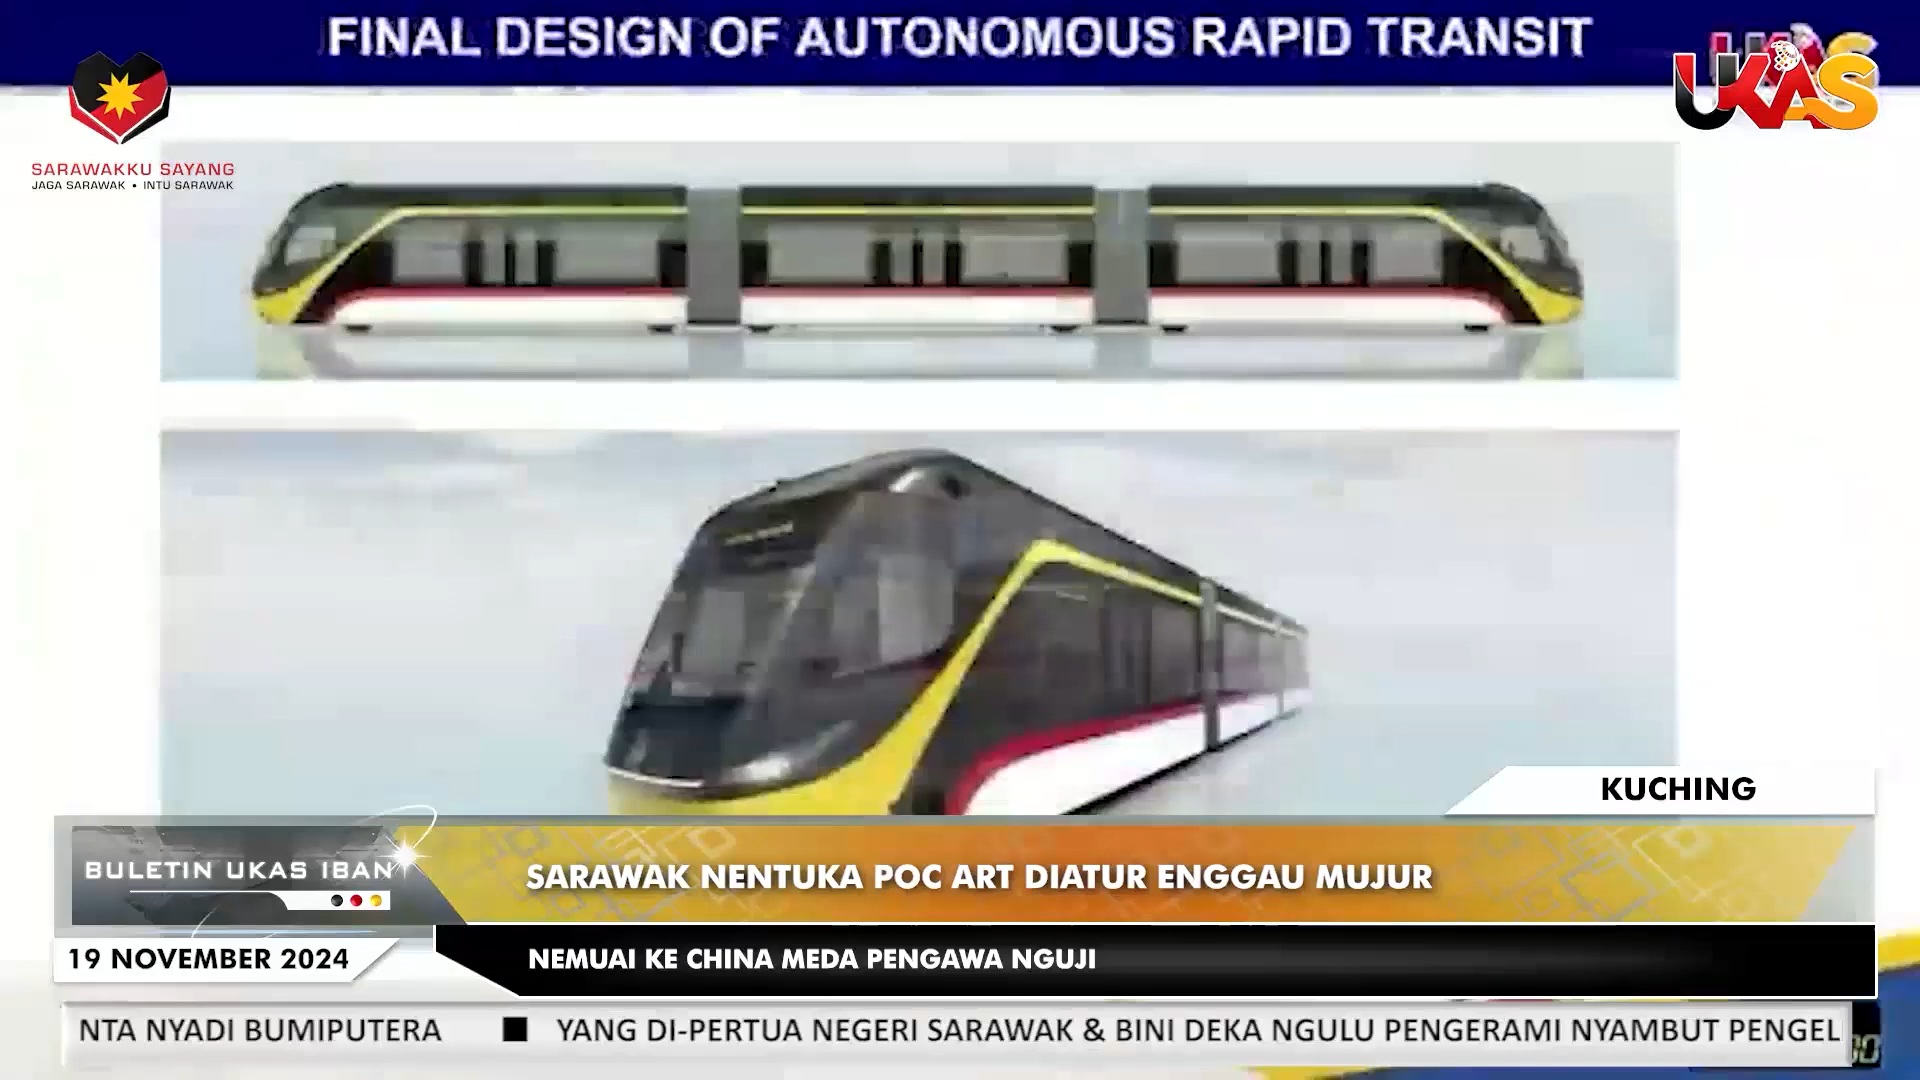 FINAL DESIGN OF AUTONOMOUS RAPID TRANSIT
UKAS
SARAWAKKU SAYANG
JAGA SARAWAK • INTU SARAWAK
KUCHING
BULETIN UKAS IBAN
SARAWAK NENTUKA POC ART DIATUR ENGGAU MUJUR
19 NOVEMBER 2024
NEMUAI KE CHINA MEDA PENGAWA NGUJI
NTA NYADI BUMIPUTERA ■ YANG DI-PERTUA NEGERI SARAWAK & BINI DEKA NGULU PENGERAMI NYAMBUT PENGEL